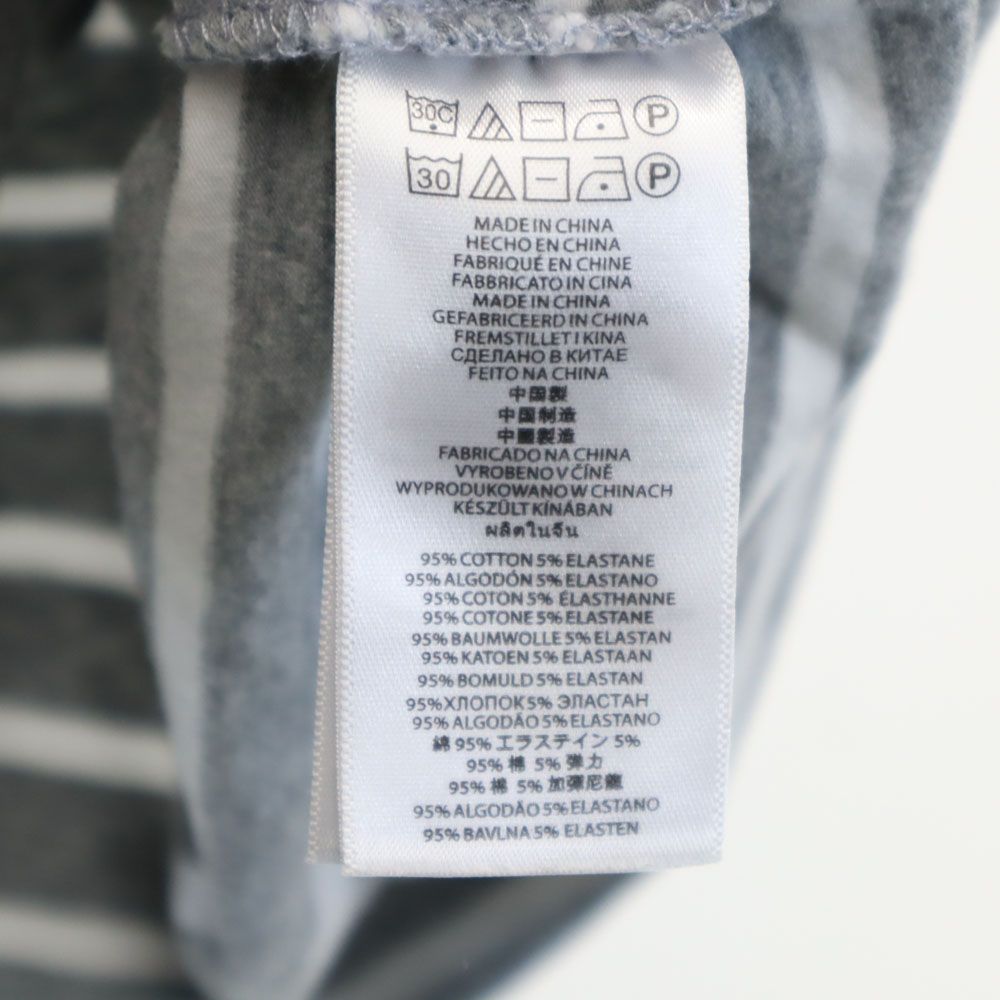 30C P
30 P
MADE IN CHINA
HECHO EN CHINA
FABRIQUÉ EN CHINE
FABBRICATO IN CINA
MADE IN CHINA
GEFABRICEERD IN CHINA
FREMSTILLET I KINA
СДЕЛАНО В КИТАЕ
FEITO NA CHINA
中国製
中国制造
中國製造
FABRICADO NA CHINA
VYROBENO V ČÍNĚ
WYPRODUKOWANO W CHINACH
KÉSZÜLT KÍNÁBAN
ผลิตในจีน
95% COTTON 5% ELASTANE
95% ALGODÓN 5% ELASTANO
95% COTON 5% ÉLASTHANNE
95% COTONE 5% ELASTANE
95% BAUMWOLLE 5% ELASTAN
95% KATOEN 5% ELASTAAN
95% BOMULD 5% ELASTAN
95% ХЛОПОК 5% ЭЛАСТАН
95% ALGODÃO 5% ELASTANO
綿 95% エラステイン 5%
95% 棉 5% 弹力
95% 棉 5% 加彈尼龍
95% ALGODÃO 5% ELASTANO
95% BAVLNA 5% ELASTEN